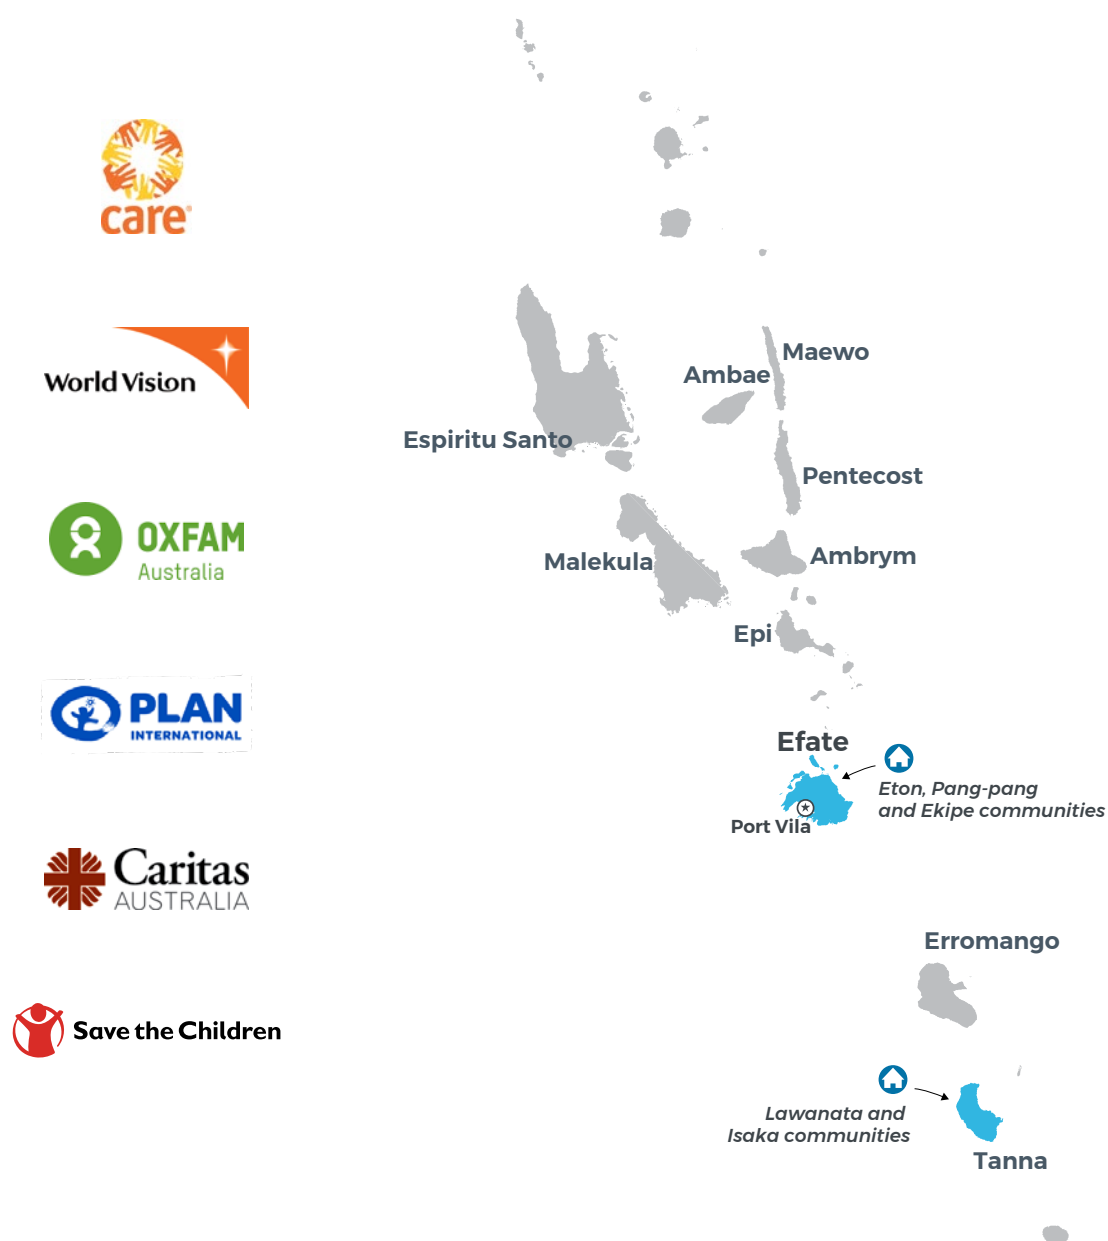 care®
World Vision
OXFAM
Australia
PLAN
INTERNATIONAL
Caritas
AUSTRALIA
Save the Children
Maewo
Ambae
Espiritu Santo
Pentecost
Malekula
Ambrym
Epi
Efate
Eton, Pang-pang
and Ekipe communities
Port Vila
Erromango
Lawanata and
Isaka communities
Tanna